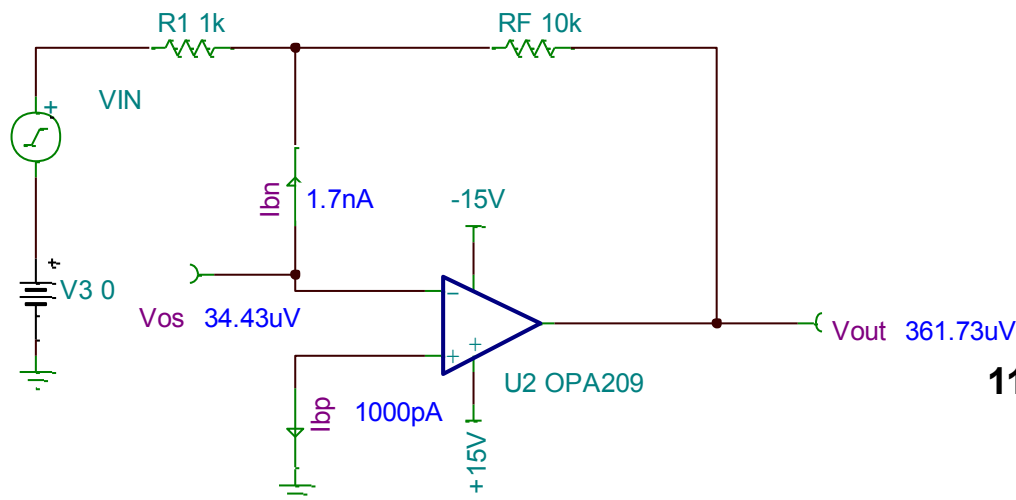 R1 1k
RF 10k
VIN
Ibn 1.7nA
-15V
V3 0
Vos 34.43uV
Vout 361.73uV
U2 OPA209
11
Ibp 1000pA
+15V